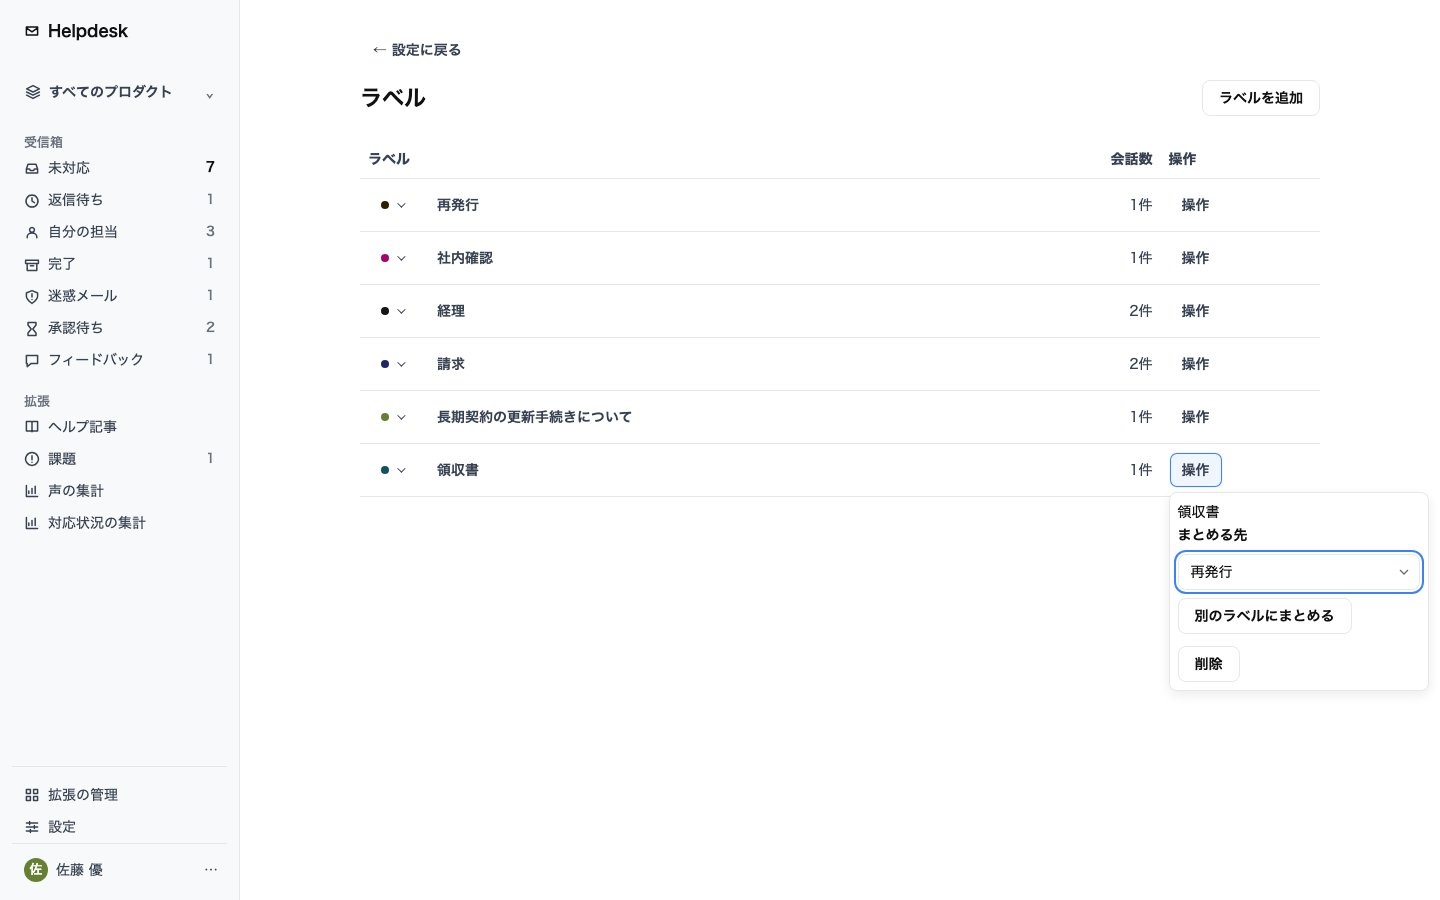 Helpdesk
すべてのプロダクト
受信箱
未対応 7
返信待ち 1
自分の担当 3
完了 1
迷惑メール 1
承認待ち 2
フィードバック 1
拡張
ヘルプ記事
課題 1
声の集計
対応状況の集計
拡張の管理
設定
佐 佐藤 優 …
← 設定に戻る
ラベル
ラベルを追加
ラベル 会話数 操作
再発行 1件 操作
社内確認 1件 操作
経理 2件 操作
請求 2件 操作
長期契約の更新手続きについて 1件 操作
領収書 1件 操作
領収書
まとめる先
再発行
別のラベルにまとめる
削除